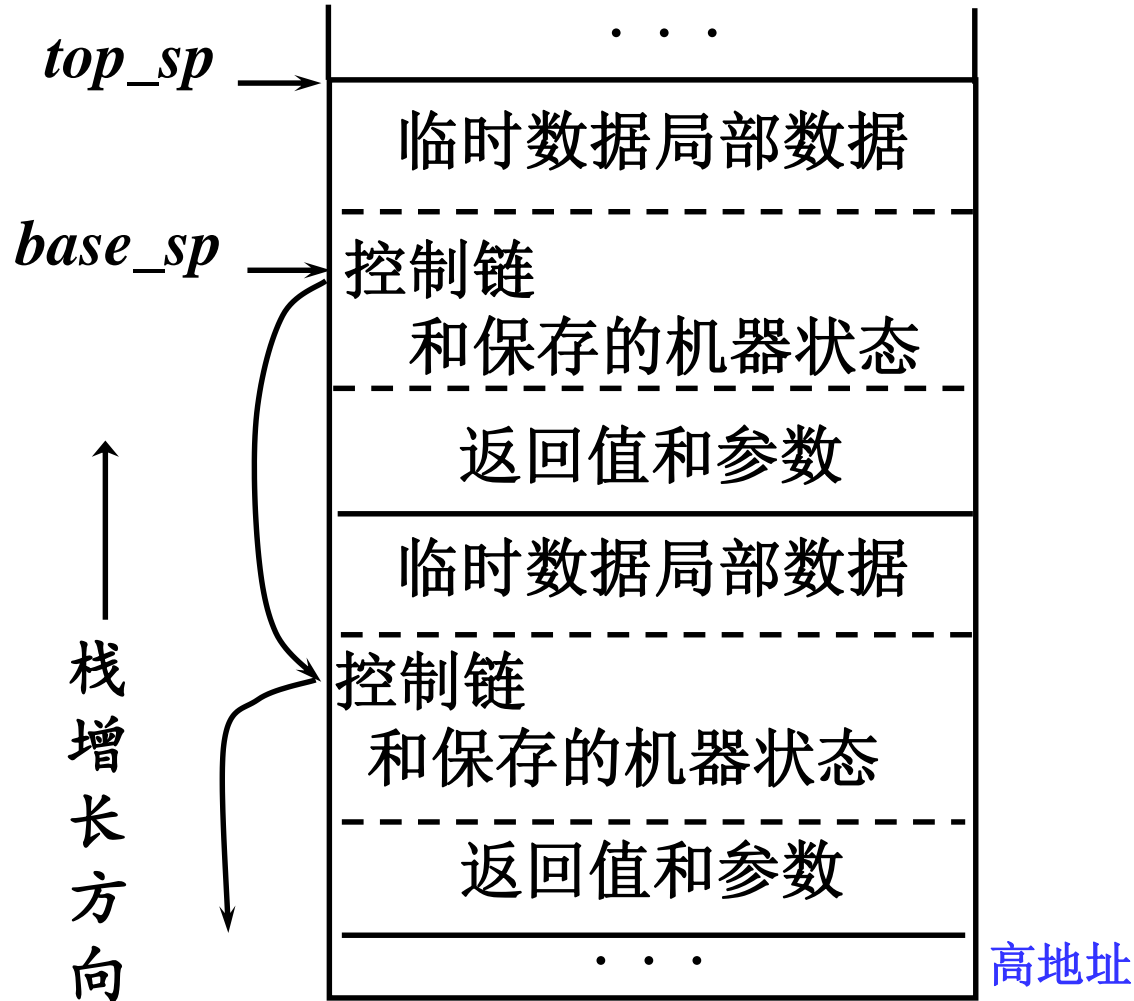 . . .
top_sp
临时数据局部数据
base_sp
控制链
和保存的机器状态
返回值和参数
临时数据局部数据
控制链
和保存的机器状态
返回值和参数
. . .
栈增长方向
高地址